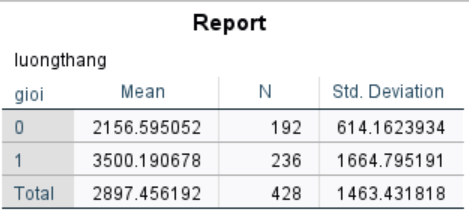 Report
luongthang
gioi Mean N Std. Deviation
0 2156.595052 192 614.1623934
1 3500.190678 236 1664.795191
Total 2897.456192 428 1463.431818